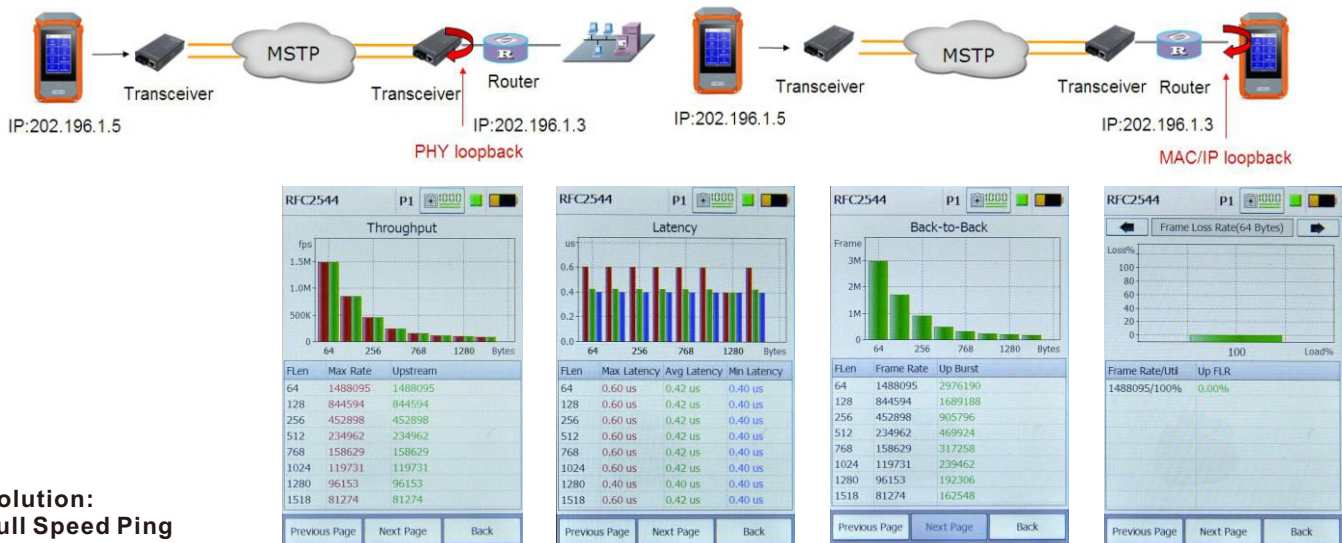 MSTP
R
Transceiver
Transceiver
Router
IP:202.196.1.5
IP:202.196.1.3
PHY loopback
MSTP
R
Transceiver
Transceiver
Router
IP:202.196.1.5
IP:202.196.1.3
MAC/IP loopback
RFC2544 P1 1000
Throughput
fps
1.5M
1.0M
500K
0
64 256 768 1280 Bytes
FLen Max Rate Upstream
64 1488095 1488095
128 844594 844594
256 452898 452898
512 234962 234962
768 158629 158629
1024 119731 119731
1280 96153 96153
1518 81274 81274
Previous Page Next Page Back
RFC2544 P1 1000
Latency
us
0.6
0.4
0.2
0.0
64 256 768 1280 Bytes
FLen Max Latency Avg Latency Min Latency
64 0.60 us 0.42 us 0.40 us
128 0.60 us 0.42 us 0.40 us
256 0.60 us 0.42 us 0.40 us
512 0.60 us 0.42 us 0.40 us
768 0.60 us 0.42 us 0.40 us
1024 0.60 us 0.42 us 0.40 us
1280 0.40 us 0.40 us 0.40 us
1518 0.60 us 0.42 us 0.40 us
Previous Page Next Page Back
RFC2544 P1 1000
Back-to-Back
Frame
3M
2M
1M
0
64 256 768 1280 Bytes
FLen Frame Rate Up Burst
64 1488095 2976190
128 844594 1689188
256 452898 905796
512 234962 469924
768 158629 317258
1024 119731 239462
1280 96153 192306
1518 81274 162548
Previous Page Next Page Back
RFC2544 P1 1000
Frame Loss Rate(64 Bytes)
Loss%
100
80
60
40
20
0
100 Load%
Frame Rate/Util Up FLR
1488095/100% 0.00%
Previous Page Next Page Back
olution:
ull Speed Ping